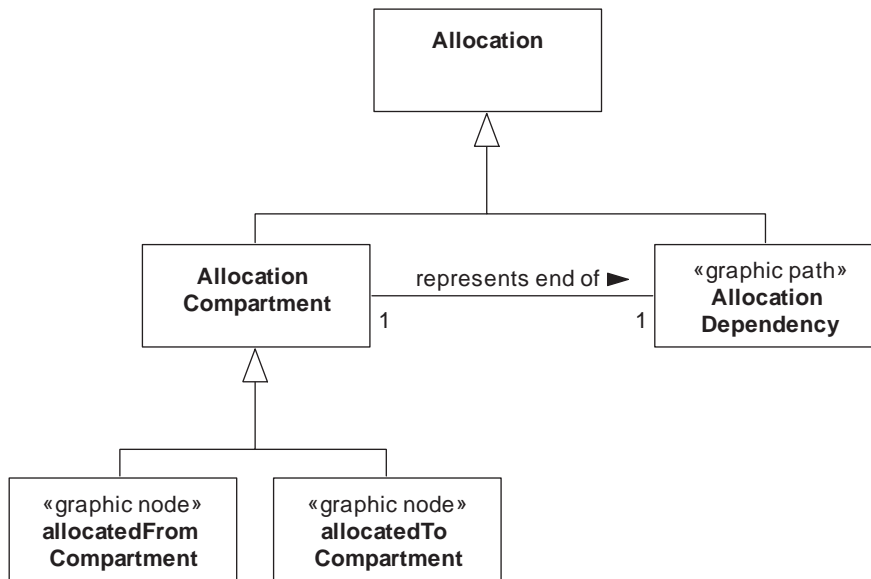 Allocation
Allocation
Compartment
represents end of ►
1
1
«graphic path»
Allocation
Dependency
«graphic node»
allocatedFrom
Compartment
«graphic node»
allocatedTo
Compartment